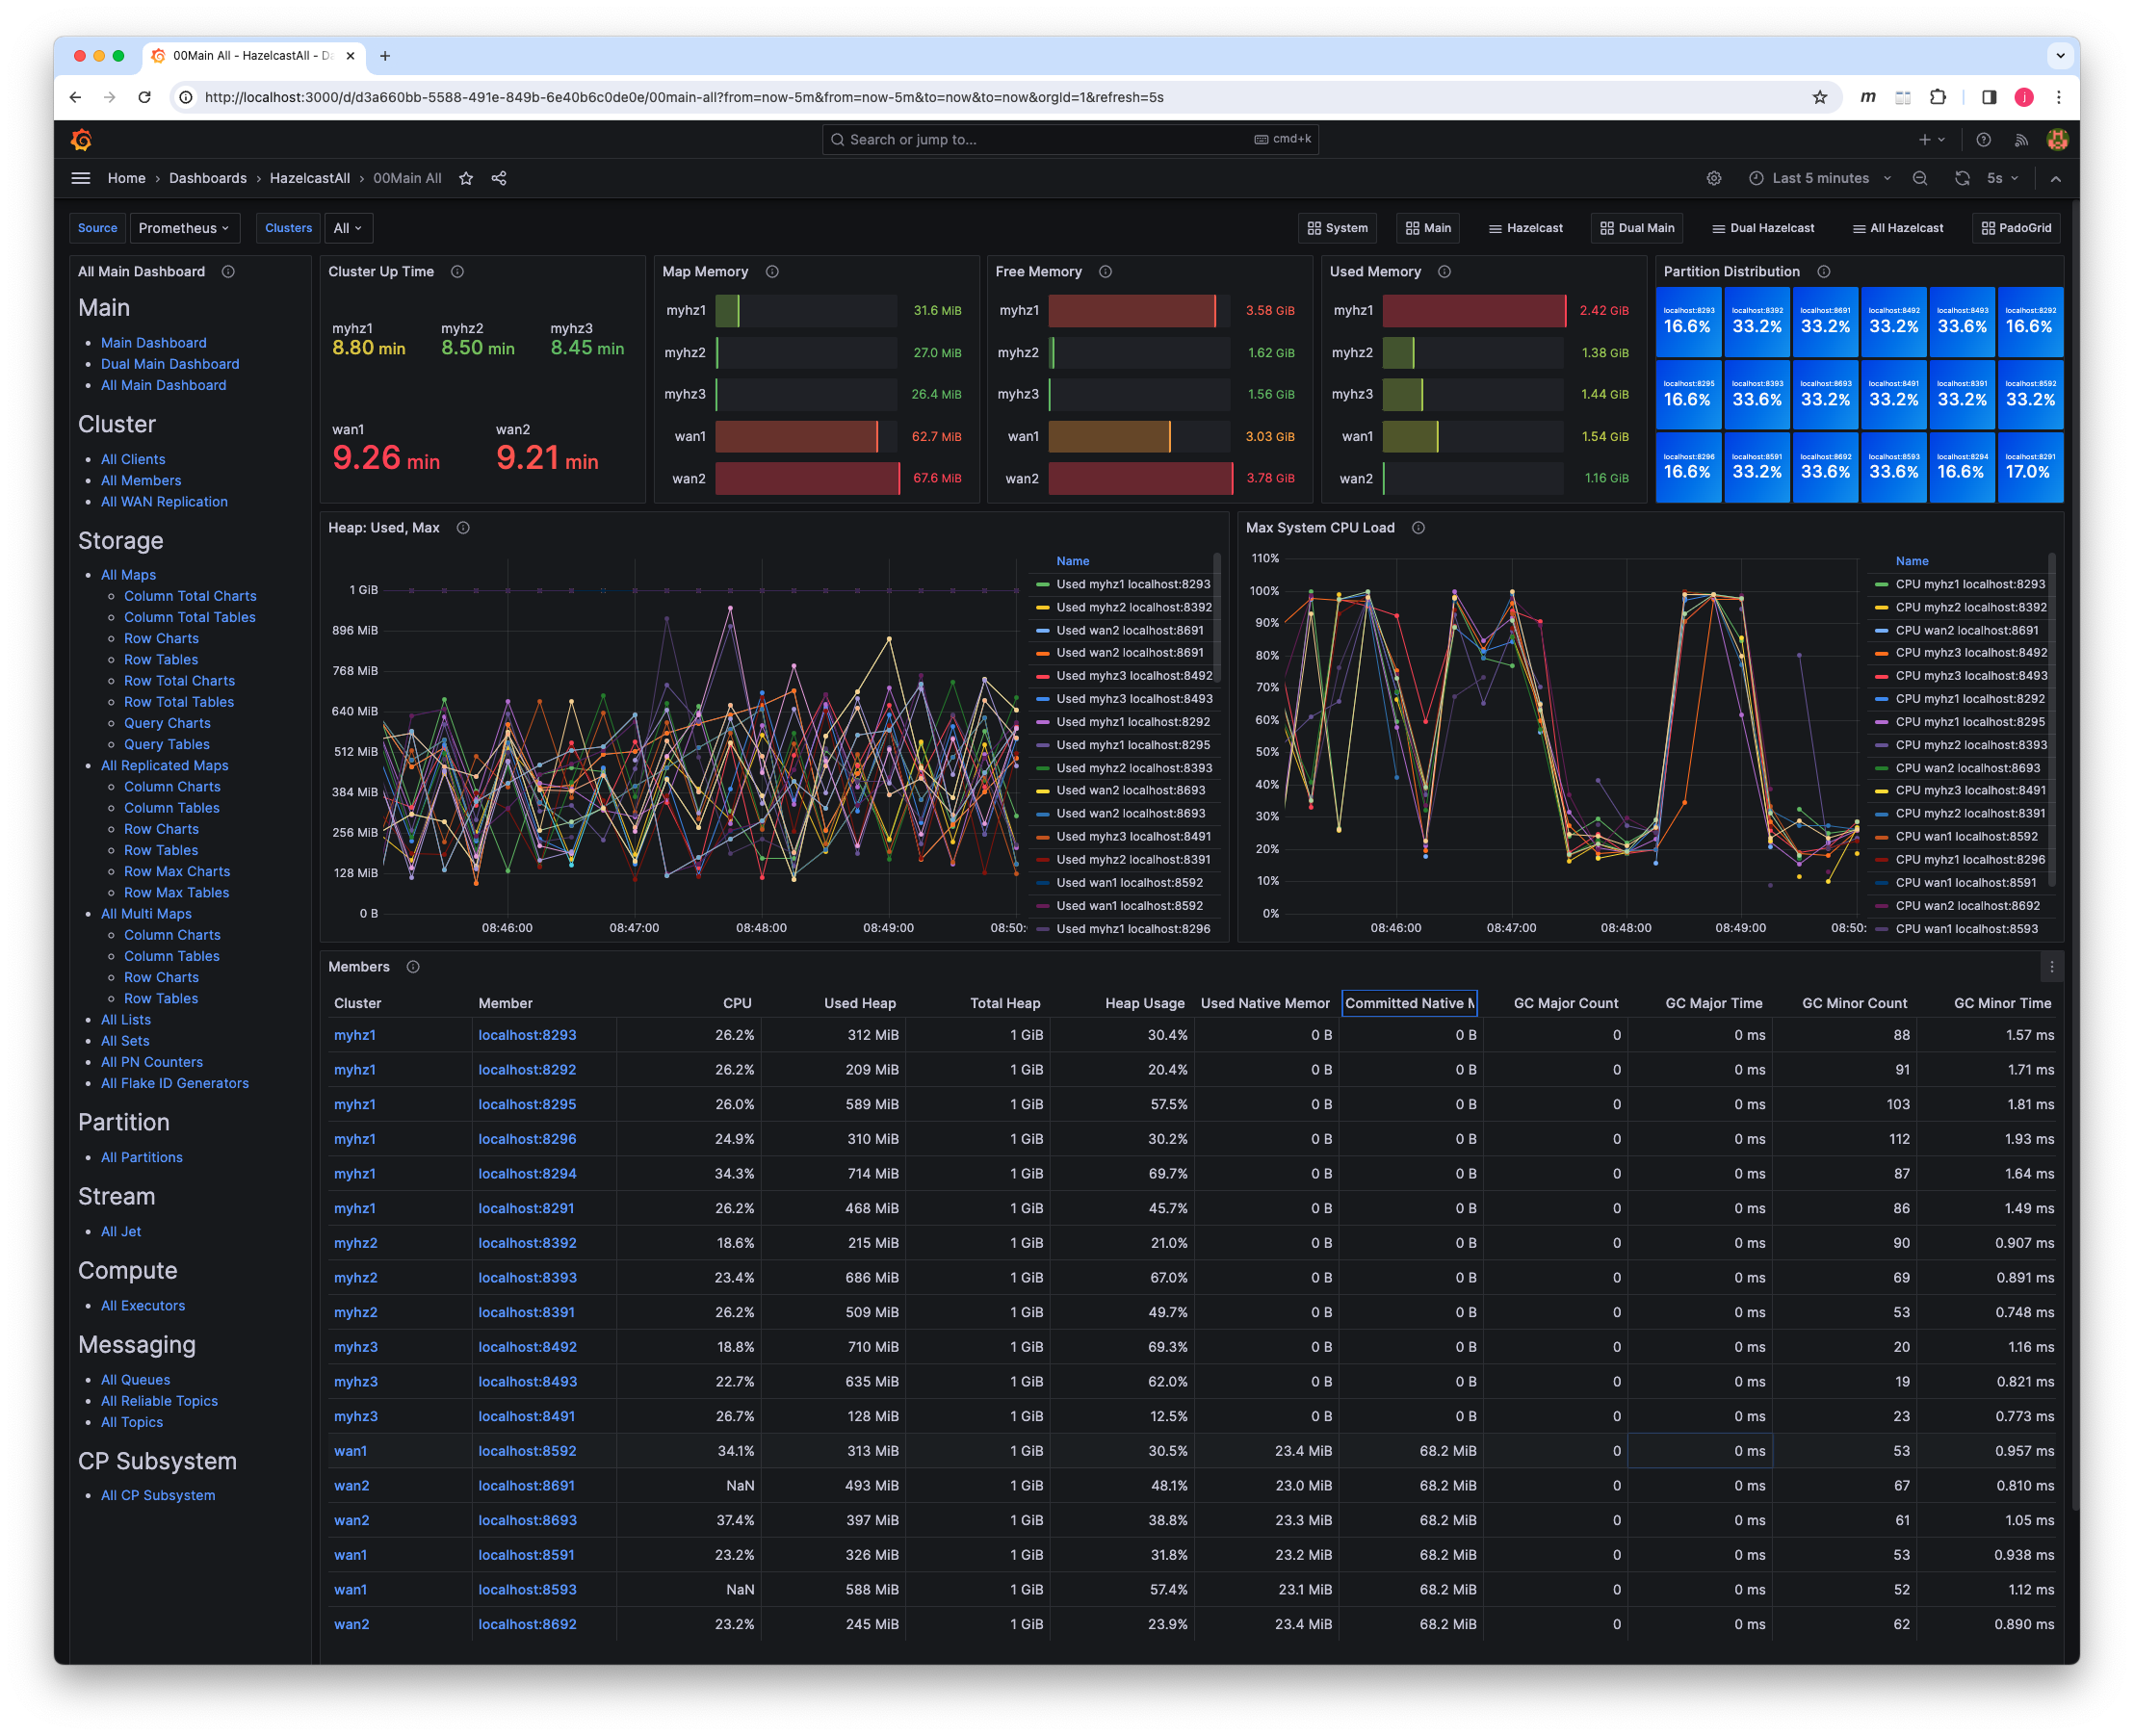 00Main All - HazelcastAll - Da
http://localhost:3000/d/d3a660bb-5588-491e-849b-6e40b6c0de0e/00main-all?from=now-5m&from=now-5m&to=now&to=now&orgId=1&refresh=5s
m
j
Search or jump to...
cmd+k
Home › Dashboards › HazelcastAll › 00Main All
Last 5 minutes
5s
Source Prometheus Clusters All
System Main Hazelcast Dual Main Dual Hazelcast All Hazelcast PadoGrid
All Main Dashboard
Main
Main Dashboard
Dual Main Dashboard
All Main Dashboard
Cluster
All Clients
All Members
All WAN Replication
Storage
All Maps
Column Total Charts
Column Total Tables
Row Charts
Row Tables
Row Total Charts
Row Total Tables
Query Charts
Query Tables
All Replicated Maps
Column Charts
Column Tables
Row Charts
Row Tables
Row Max Charts
Row Max Tables
All Multi Maps
Column Charts
Column Tables
Row Charts
Row Tables
All Lists
All Sets
All PN Counters
All Flake ID Generators
Partition
All Partitions
Stream
All Jet
Compute
All Executors
Messaging
All Queues
All Reliable Topics
All Topics
CP Subsystem
All CP Subsystem
Cluster Up Time
myhz1 myhz2 myhz3
8.80 min 8.50 min 8.45 min
wan1 wan2
9.26 min 9.21 min
Map Memory
myhz1 31.6 MiB
myhz2 27.0 MiB
myhz3 26.4 MiB
wan1 62.7 MiB
wan2 67.6 MiB
Free Memory
myhz1 3.58 GiB
myhz2 1.62 GiB
myhz3 1.56 GiB
wan1 3.03 GiB
wan2 3.78 GiB
Used Memory
myhz1 2.42 GiB
myhz2 1.38 GiB
myhz3 1.44 GiB
wan1 1.54 GiB
wan2 1.16 GiB
Partition Distribution
localhost:8293 localhost:8392 localhost:8691 localhost:8492 localhost:8493 localhost:8292
16.6% 33.2% 33.2% 33.2% 33.6% 16.6%
localhost:8295 localhost:8393 localhost:8693 localhost:8491 localhost:8391 localhost:8592
16.6% 33.6% 33.2% 33.2% 33.2% 33.2%
localhost:8296 localhost:8591 localhost:8692 localhost:8593 localhost:8294 localhost:8291
16.6% 33.2% 33.6% 33.6% 16.6% 17.0%
Heap: Used, Max
1 GiB
896 MiB
768 MiB
640 MiB
512 MiB
384 MiB
256 MiB
128 MiB
0 B
08:46:00 08:47:00 08:48:00 08:49:00 08:50:
Name
Used myhz1 localhost:8293
Used myhz2 localhost:8392
Used wan2 localhost:8691
Used wan2 localhost:8691
Used myhz3 localhost:8492
Used myhz3 localhost:8493
Used myhz1 localhost:8292
Used myhz1 localhost:8295
Used myhz2 localhost:8393
Used wan2 localhost:8693
Used wan2 localhost:8693
Used myhz3 localhost:8491
Used myhz2 localhost:8391
Used wan1 localhost:8592
Used wan1 localhost:8592
Used myhz1 localhost:8296
Max System CPU Load
110%
100%
90%
80%
70%
60%
50%
40%
30%
20%
10%
0%
08:46:00 08:47:00 08:48:00 08:49:00 08:50:
Name
CPU myhz1 localhost:8293
CPU myhz2 localhost:8392
CPU wan2 localhost:8691
CPU myhz3 localhost:8492
CPU myhz3 localhost:8493
CPU myhz1 localhost:8292
CPU myhz1 localhost:8295
CPU myhz2 localhost:8393
CPU wan2 localhost:8693
CPU myhz3 localhost:8491
CPU myhz2 localhost:8391
CPU wan1 localhost:8592
CPU myhz1 localhost:8296
CPU wan1 localhost:8591
CPU wan2 localhost:8692
CPU wan1 localhost:8593
Members
Cluster Member CPU Used Heap Total Heap Heap Usage Used Native Memor Committed Native M GC Major Count GC Major Time GC Minor Count GC Minor Time
myhz1 localhost:8293 26.2% 312 MiB 1 GiB 30.4% 0 B 0 B 0 0 ms 88 1.57 ms
myhz1 localhost:8292 26.2% 209 MiB 1 GiB 20.4% 0 B 0 B 0 0 ms 91 1.71 ms
myhz1 localhost:8295 26.0% 589 MiB 1 GiB 57.5% 0 B 0 B 0 0 ms 103 1.81 ms
myhz1 localhost:8296 24.9% 310 MiB 1 GiB 30.2% 0 B 0 B 0 0 ms 112 1.93 ms
myhz1 localhost:8294 34.3% 714 MiB 1 GiB 69.7% 0 B 0 B 0 0 ms 87 1.64 ms
myhz1 localhost:8291 26.2% 468 MiB 1 GiB 45.7% 0 B 0 B 0 0 ms 86 1.49 ms
myhz2 localhost:8392 18.6% 215 MiB 1 GiB 21.0% 0 B 0 B 0 0 ms 90 0.907 ms
myhz2 localhost:8393 23.4% 686 MiB 1 GiB 67.0% 0 B 0 B 0 0 ms 69 0.891 ms
myhz2 localhost:8391 26.2% 509 MiB 1 GiB 49.7% 0 B 0 B 0 0 ms 53 0.748 ms
myhz3 localhost:8492 18.8% 710 MiB 1 GiB 69.3% 0 B 0 B 0 0 ms 20 1.16 ms
myhz3 localhost:8493 22.7% 635 MiB 1 GiB 62.0% 0 B 0 B 0 0 ms 19 0.821 ms
myhz3 localhost:8491 26.7% 128 MiB 1 GiB 12.5% 0 B 0 B 0 0 ms 23 0.773 ms
wan1 localhost:8592 34.1% 313 MiB 1 GiB 30.5% 23.4 MiB 68.2 MiB 0 0 ms 53 0.957 ms
wan2 localhost:8691 NaN 493 MiB 1 GiB 48.1% 23.0 MiB 68.2 MiB 0 0 ms 67 0.810 ms
wan2 localhost:8693 37.4% 397 MiB 1 GiB 38.8% 23.3 MiB 68.2 MiB 0 0 ms 61 1.05 ms
wan1 localhost:8591 23.2% 326 MiB 1 GiB 31.8% 23.2 MiB 68.2 MiB 0 0 ms 53 0.938 ms
wan1 localhost:8593 NaN 588 MiB 1 GiB 57.4% 23.1 MiB 68.2 MiB 0 0 ms 52 1.12 ms
wan2 localhost:8692 23.2% 245 MiB 1 GiB 23.9% 23.4 MiB 68.2 MiB 0 0 ms 62 0.890 ms